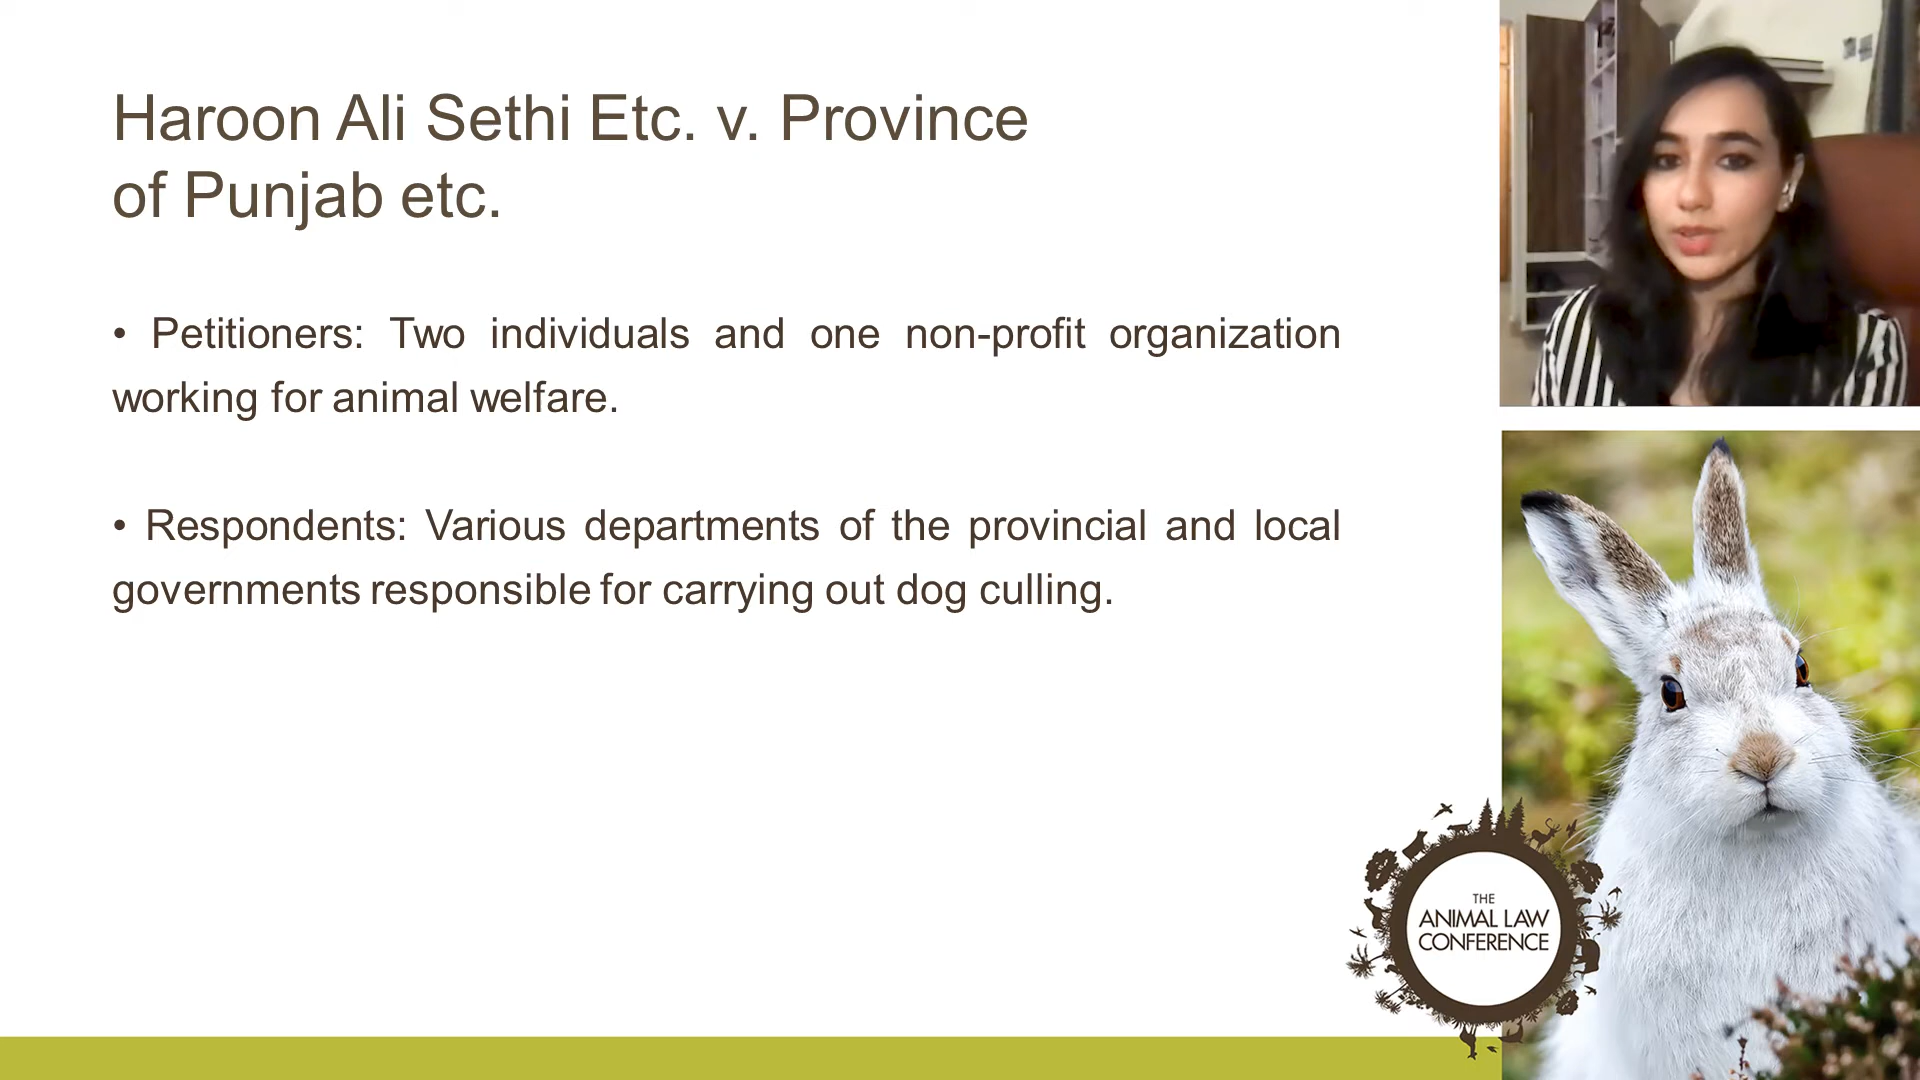 Haroon Ali Sethi Etc. v. Province
of Punjab etc.
• Petitioners: Two individuals and one non-profit organization
working for animal welfare.
• Respondents: Various departments of the provincial and local
governments responsible for carrying out dog culling.
THE
ANIMAL LAW
CONFERENCE